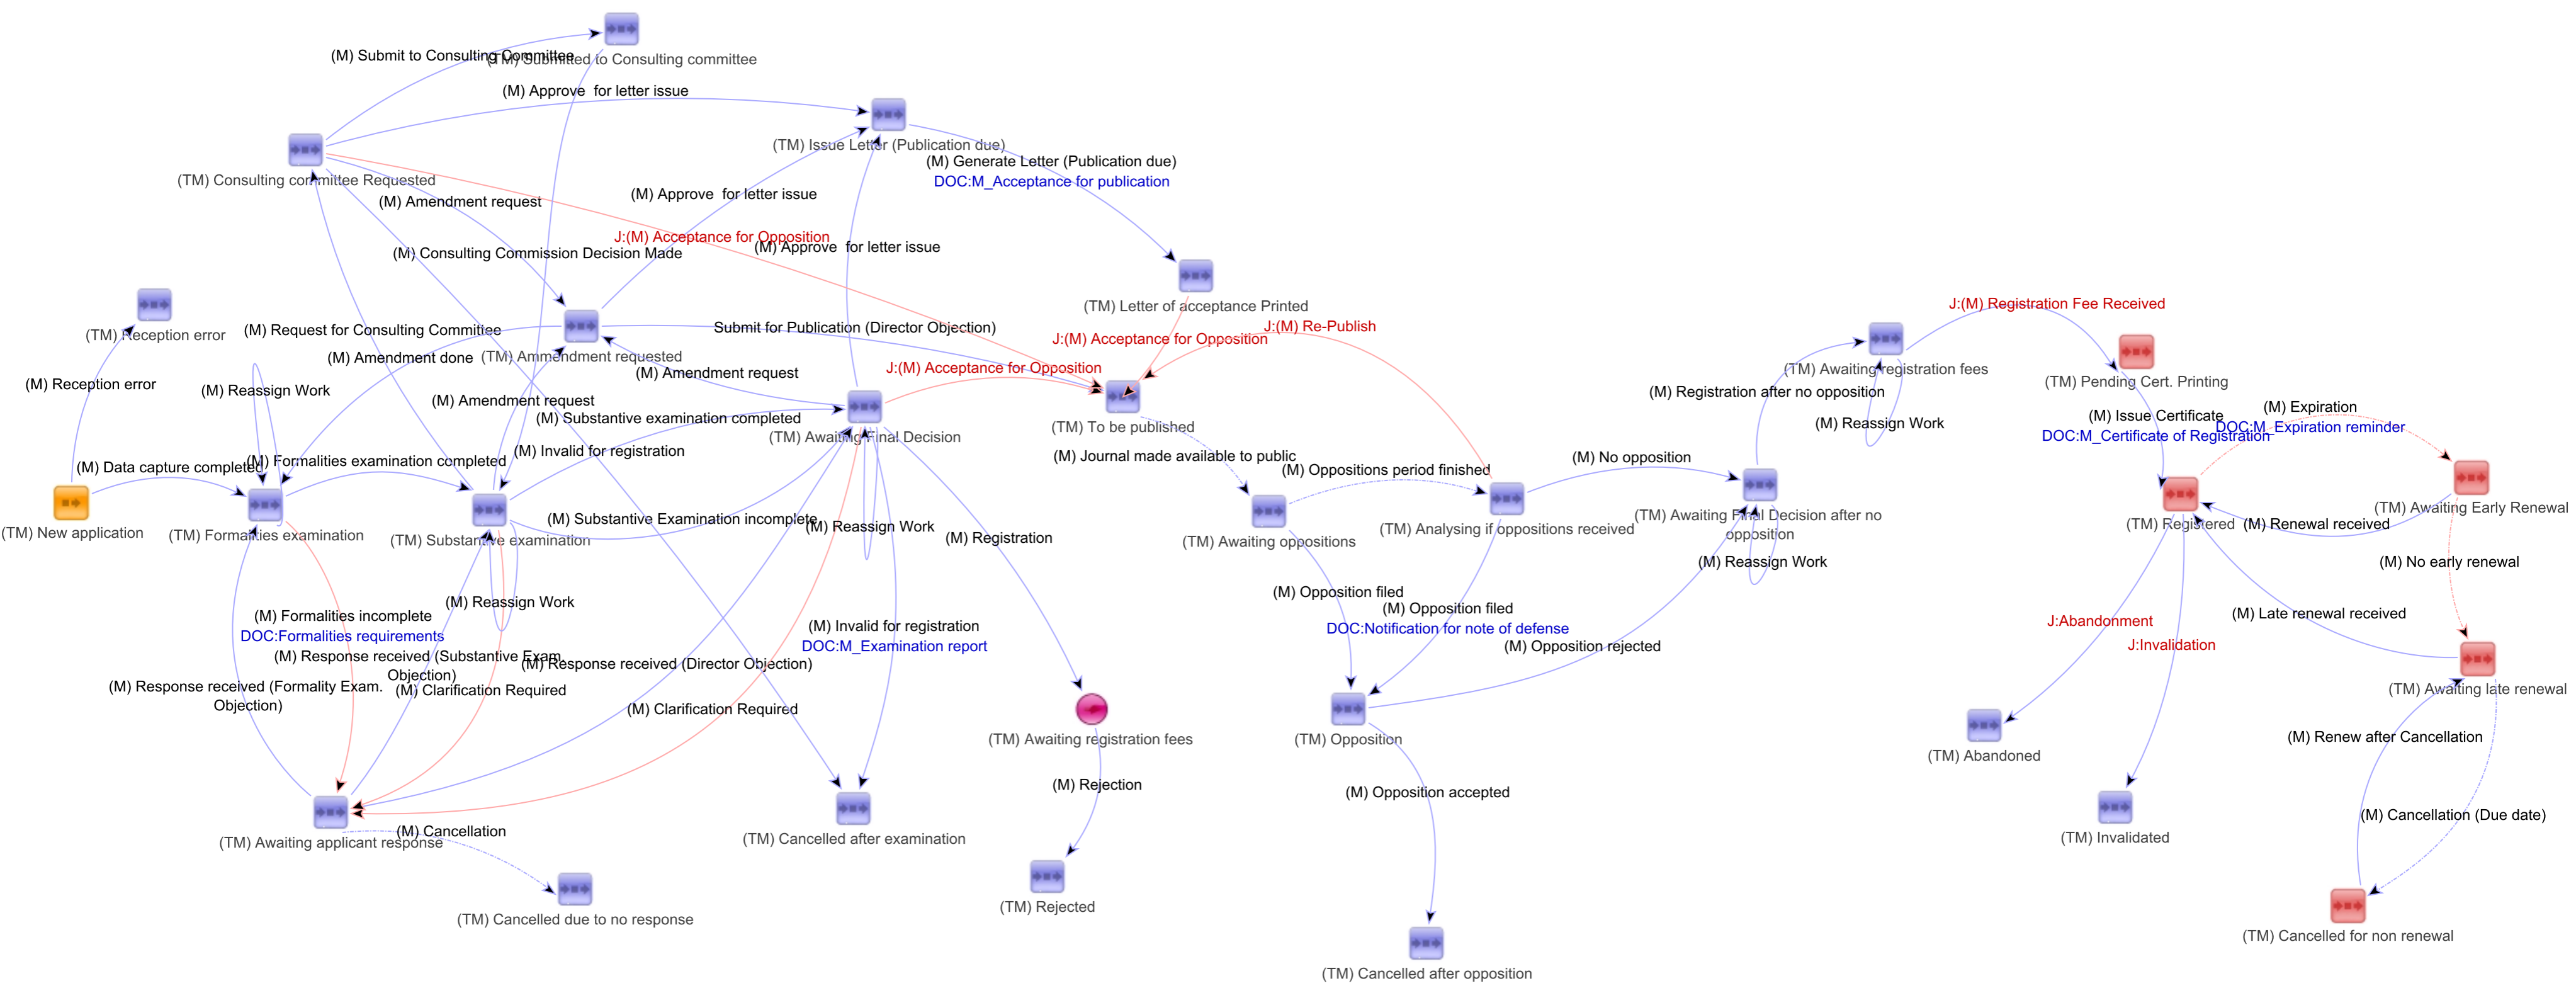 (M) Submit to Consulting Committee
(TM) Submitted to Consulting committee
(M) Approve  for letter issue
(TM) Issue Letter (Publication due)
(M) Generate Letter (Publication due)
DOC:M_Acceptance for publication
(TM) Consulting committee Requested
(M) Amendment request
(M) Approve  for letter issue
J:(M) Acceptance for Opposition
(M) Approve  for letter issue
(M) Consulting Commission Decision Made
(TM) Letter of acceptance Printed
J:(M) Registration Fee Received
(TM) Reception error
(M) Request for Consulting Committee
Submit for Publication (Director Objection)
J:(M) Re-Publish
J:(M) Acceptance for Opposition
(M) Amendment done
(TM) Ammendment requested
(M) Amendment request
J:(M) Acceptance for Opposition
(TM) Awaiting registration fees
(TM) Pending Cert. Printing
(M) Reception error
(M) Reassign Work
(M) Amendment request
(M) Substantive examination completed
(M) Registration after no opposition
(M) Reassign Work
(M) Issue Certificate
DOC:M_Certificate of Registration
(M) Expiration
DOC:M_Expiration reminder
(TM) Awaiting Final Decision
(TM) To be published
(M) Invalid for registration
(M) Journal made available to public
(M) Data capture completed
(M) Formalities examination completed
(M) Oppositions period finished
(M) No opposition
(TM) New application
(TM) Formalities examination
(TM) Substantive examination
(M) Substantive Examination incomplete
(M) Reassign Work
(M) Registration
(TM) Awaiting oppositions
(TM) Analysing if oppositions received
(TM) Awaiting Final Decision after no
opposition
(M) Reassign Work
(TM) Registered
(M) Renewal received
(TM) Awaiting Early Renewal
(M) No early renewal
(M) Reassign Work
(M) Formalities incomplete
DOC:Formalities requirements
(M) Opposition filed
(M) Opposition filed
DOC:Notification for note of defense
(M) Invalid for registration
DOC:M_Examination report
(M) Opposition rejected
J:Abandonment
J:Invalidation
(M) Late renewal received
(M) Response received (Substantive Exam.
Objection)
(M) Response received (Director Objection)
(M) Response received (Formality Exam.
Objection)
(M) Clarification Required
(M) Clarification Required
(TM) Awaiting registration fees
(TM) Opposition
(TM) Awaiting late renewal
(M) Renew after Cancellation
(TM) Abandoned
(M) Rejection
(M) Opposition accepted
(M) Cancellation (Due date)
(TM) Awaiting applicant response
(M) Cancellation
(TM) Cancelled after examination
(TM) Invalidated
(TM) Cancelled due to no response
(TM) Rejected
(TM) Cancelled for non renewal
(TM) Cancelled after opposition